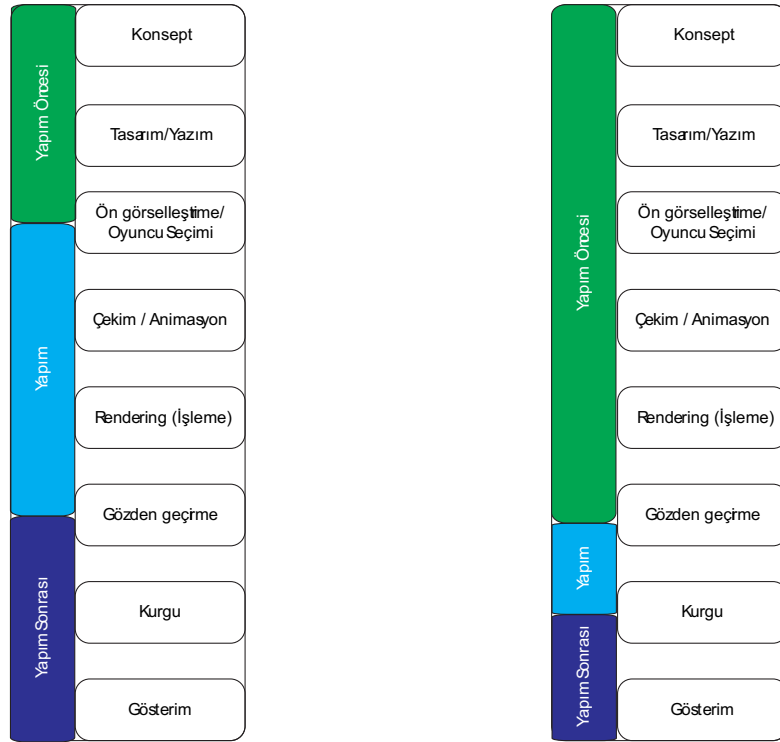 Yapım Öncesi
Yapım
Yapım Sonrası
Konsept
Tasarım/Yazım
Ön görselleştirme/
Oyuncu Seçimi
Çekim / Animasyon
Rendering (İşleme)
Gözden geçirme
Kurgu
Gösterim
Yapım Öncesi
Yapım
Yapım Sonrası
Konsept
Tasarım/Yazım
Ön görselleştirme/
Oyuncu Seçimi
Çekim / Animasyon
Rendering (İşleme)
Gözden geçirme
Kurgu
Gösterim